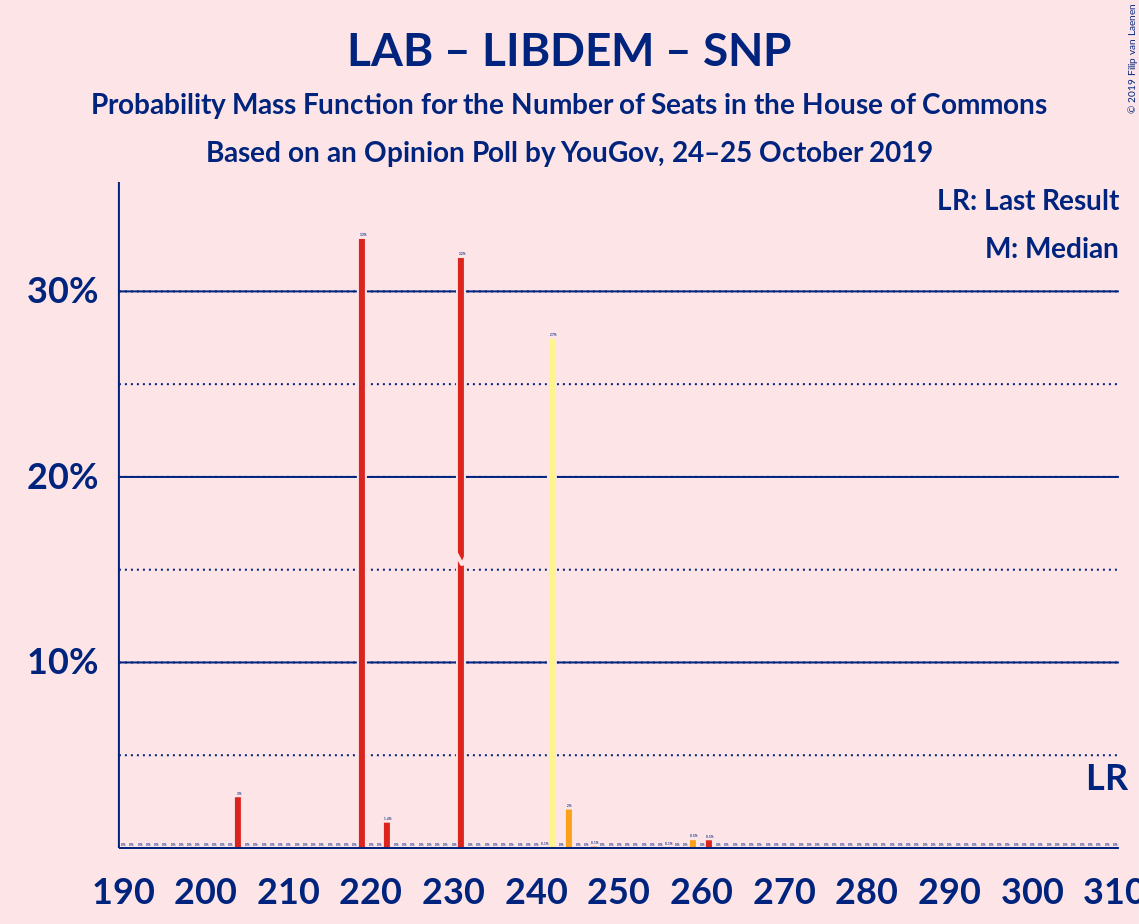 LAB – LIBDEM – SNP
Probability Mass Function for the Number of Seats in the House of Commons
Based on an Opinion Poll by YouGov, 24–25 October 2019
© 2019 Filip van Laenen
LR: Last Result
M: Median
30%
20%
10%
LR
190 200 210 220 230 240 250 260 270 280 290 300 310